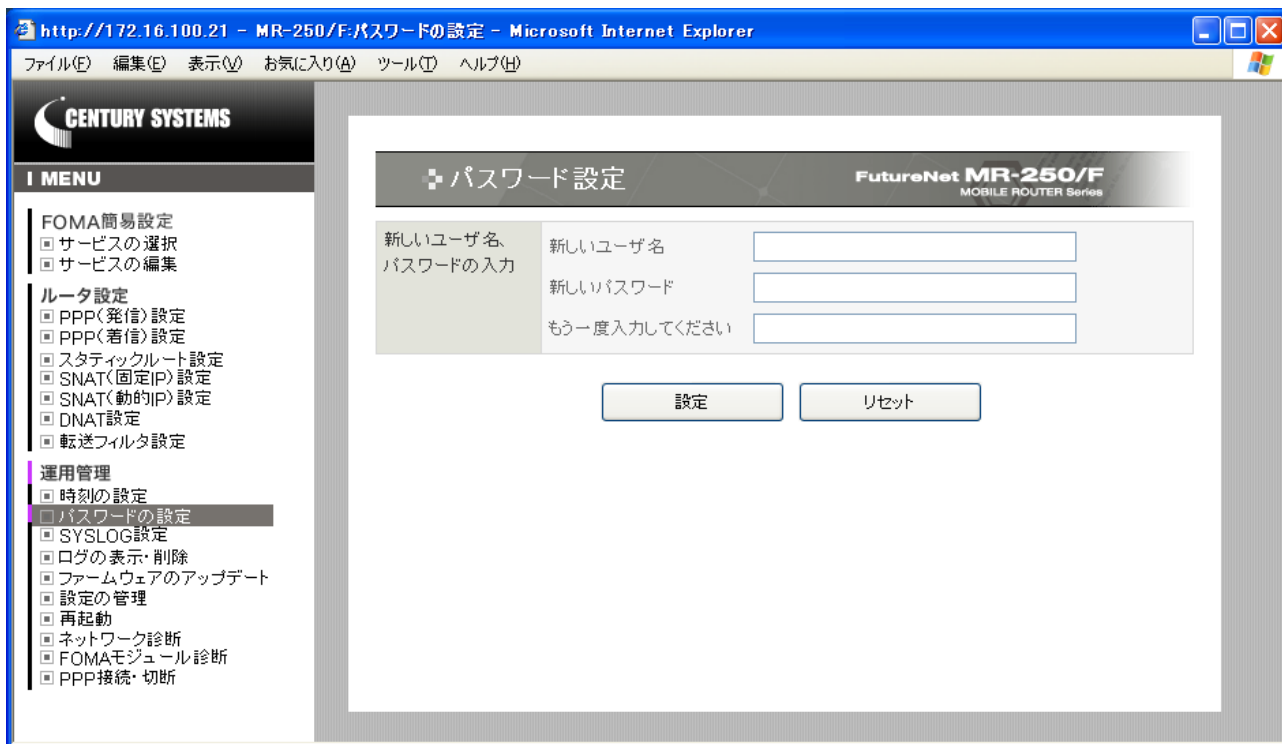 http://172.16.100.21 - MR-250/F:パスワードの設定 - Microsoft Internet Explorer
ファイル(F) 編集(E) 表示(V) お気に入り(A) ツール(T) ヘルプ(H)
CENTURY SYSTEMS
MENU
FOMA簡易設定
サービスの選択
サービスの編集
ルータ設定
PPP(発信)設定
PPP(着信)設定
スタティックルート設定
SNAT(固定IP)設定
SNAT(動的IP)設定
DNAT設定
転送フィルタ設定
運用管理
時刻の設定
パスワードの設定
SYSLOG設定
ログの表示・削除
ファームウェアのアップデート
設定の管理
再起動
ネットワーク診断
FOMAモジュール診断
PPP接続・切断
パスワード設定
FutureNet MR-250/F
MOBILE ROUTER Series
新しいユーザ名、
パスワードの入力
新しいユーザ名
新しいパスワード
もう一度入力してください
設定 リセット